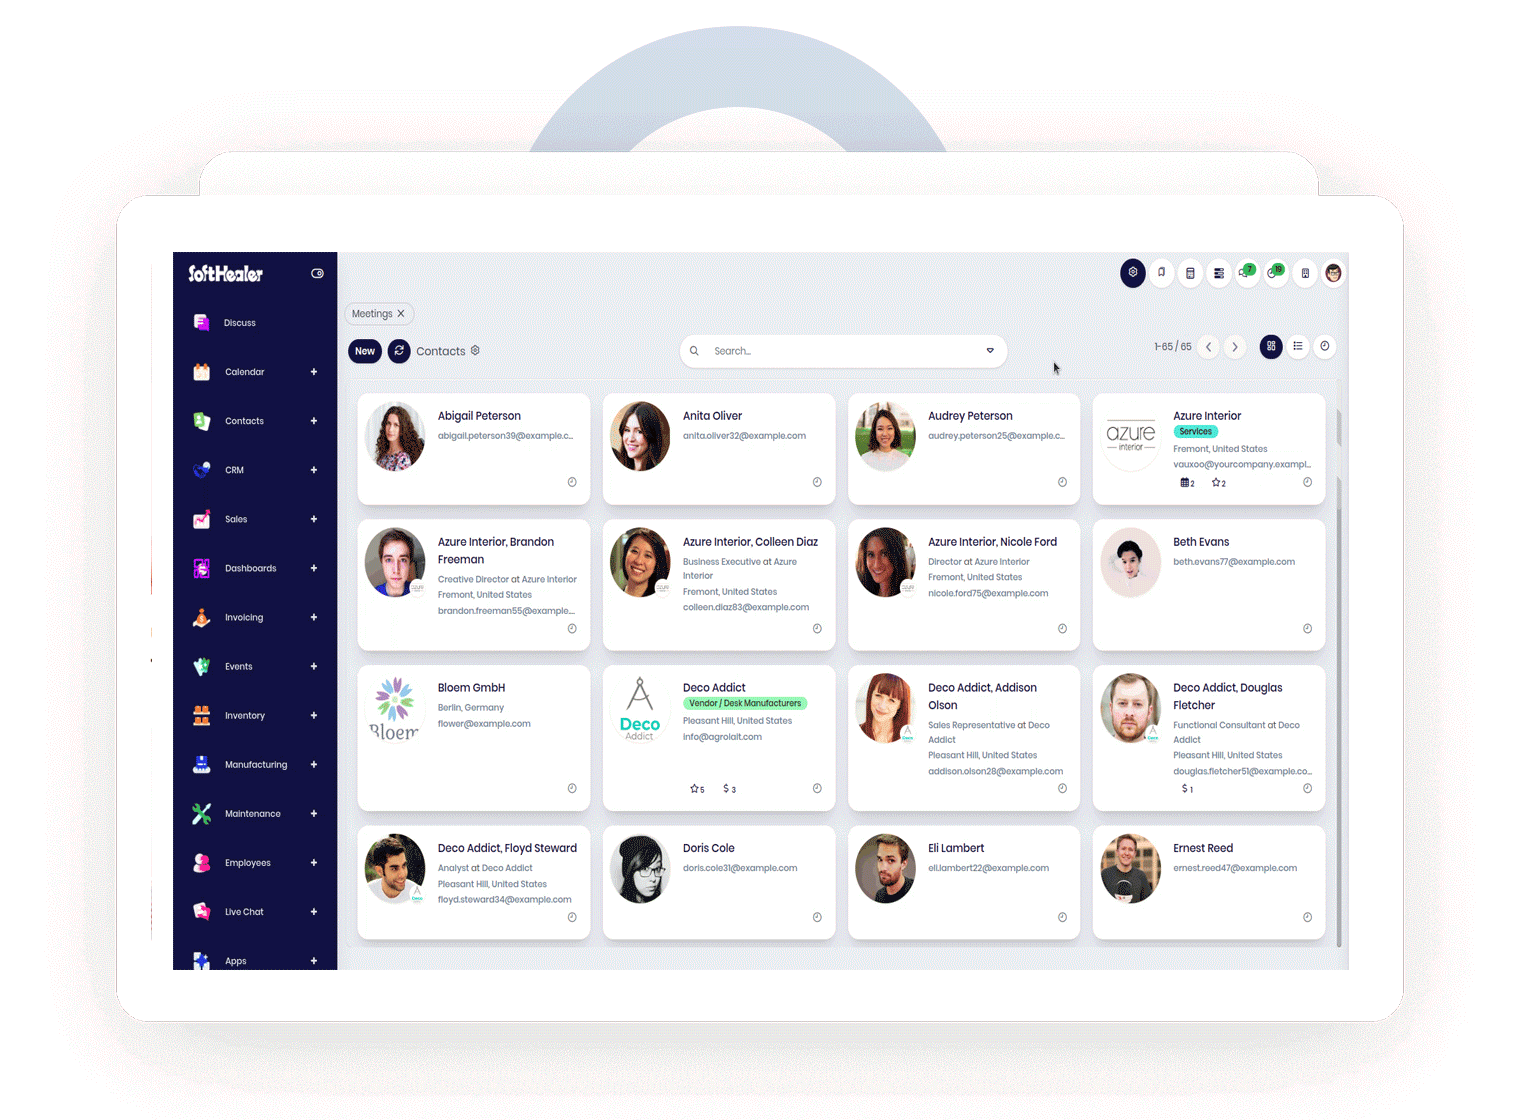 SoftHealer
7
19
Discuss
Calendar
Contacts
CRM
Sales
Dashboards
Invoicing
Events
Inventory
Manufacturing
Maintenance
Employees
Live Chat
Apps
Meetings X
New
Contacts
Search...
1-65 / 65
Abigail Peterson
abigail.peterson39@example.c...
Anita Oliver
anita.oliver32@example.com
Audrey Peterson
audrey.peterson25@example.c...
azure
interior
Azure Interior
Services
Fremont, United States
vauxoo@yourcompany.exampl...
2 2
Azure Interior, Brandon
Freeman
Creative Director at Azure Interior
Fremont, United States
brandon.freeman55@example,...
Azure Interior, Colleen Diaz
Business Executive at Azure
Interior
Fremont, United States
colleen.diaz83@example.com
Azure Interior, Nicole Ford
Director at Azure Interior
Fremont, United States
nicole.ford75@example.com
Beth Evans
beth.evans77@example.com
Bloem
Bloem GmbH
Berlin, Germany
flower@example.com
Deco
Addict
Deco Addict
Vendor / Desk Manufacturers
Pleasant Hill, United States
info@agrolait.com
5 $ 3
Deco Addict, Addison
Olson
Sales Representative at Deco
Addict
Pleasant Hill, United States
addison.olson28@example.com
Deco Addict, Douglas
Fletcher
Functional Consultant at Deco
Addict
Pleasant Hill, United States
douglas.fletcher51@example.co...
$ 1
Deco Addict, Floyd Steward
Analyst at Deco Addict
Pleasant Hill, United States
floyd.steward34@example.com
Doris Cole
doris.cole31@example.com
Eli Lambert
eli.lambert22@example.com
Ernest Reed
ernest.reed47@example.com